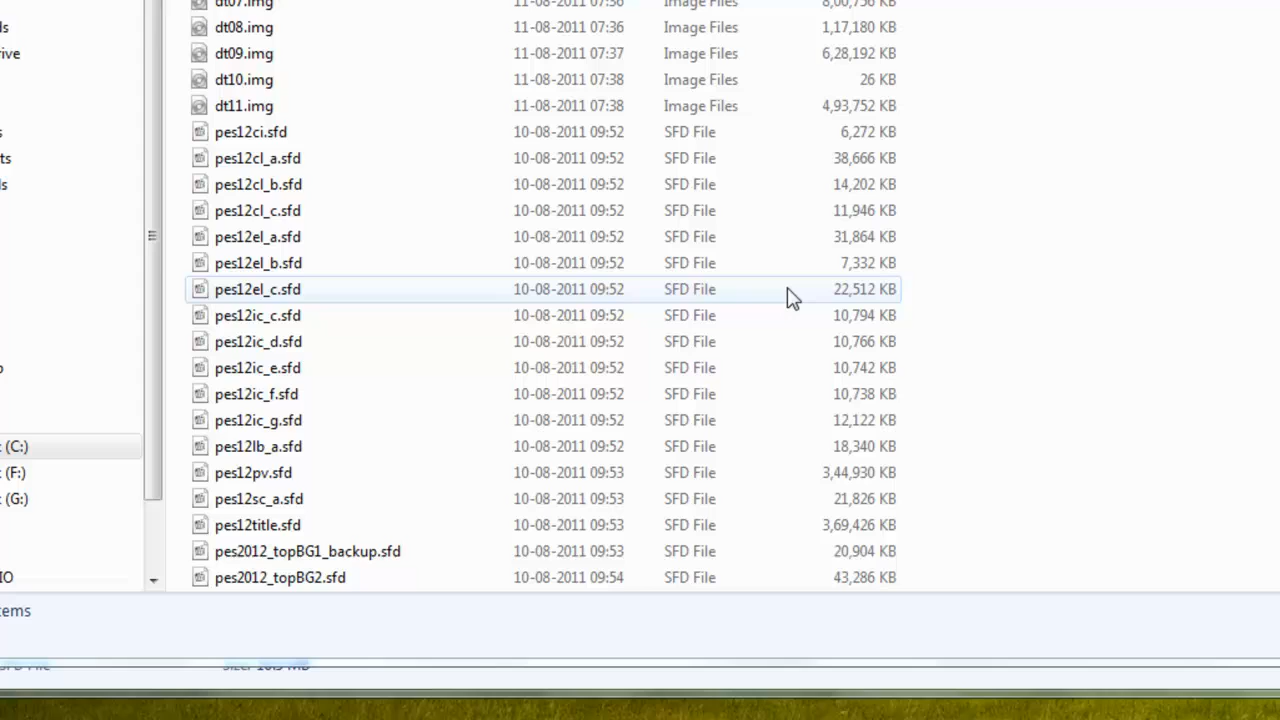 dt07.img 11-08-2011 07:36 Image Files 8,00,756 KB
dt08.img 11-08-2011 07:36 Image Files 1,17,180 KB
dt09.img 11-08-2011 07:37 Image Files 6,28,192 KB
dt10.img 11-08-2011 07:38 Image Files 26 KB
dt11.img 11-08-2011 07:38 Image Files 4,93,752 KB
pes12ci.sfd 10-08-2011 09:52 SFD File 6,272 KB
pes12cl_a.sfd 10-08-2011 09:52 SFD File 38,666 KB
pes12cl_b.sfd 10-08-2011 09:52 SFD File 14,202 KB
pes12cl_c.sfd 10-08-2011 09:52 SFD File 11,946 KB
pes12el_a.sfd 10-08-2011 09:52 SFD File 31,864 KB
pes12el_b.sfd 10-08-2011 09:52 SFD File 7,332 KB
pes12el_c.sfd 10-08-2011 09:52 SFD File 22,512 KB
pes12ic_c.sfd 10-08-2011 09:52 SFD File 10,794 KB
pes12ic_d.sfd 10-08-2011 09:52 SFD File 10,766 KB
pes12ic_e.sfd 10-08-2011 09:52 SFD File 10,742 KB
pes12ic_f.sfd 10-08-2011 09:52 SFD File 10,738 KB
pes12ic_g.sfd 10-08-2011 09:52 SFD File 12,122 KB
(C:) pes12lb_a.sfd 10-08-2011 09:52 SFD File 18,340 KB
(F:) pes12pv.sfd 10-08-2011 09:53 SFD File 3,44,930 KB
(G:) pes12sc_a.sfd 10-08-2011 09:53 SFD File 21,826 KB
pes12title.sfd 10-08-2011 09:53 SFD File 3,69,426 KB
pes2012_topBG1_backup.sfd 10-08-2011 09:53 SFD File 20,904 KB
IO pes2012_topBG2.sfd 10-08-2011 09:54 SFD File 43,286 KB
tems